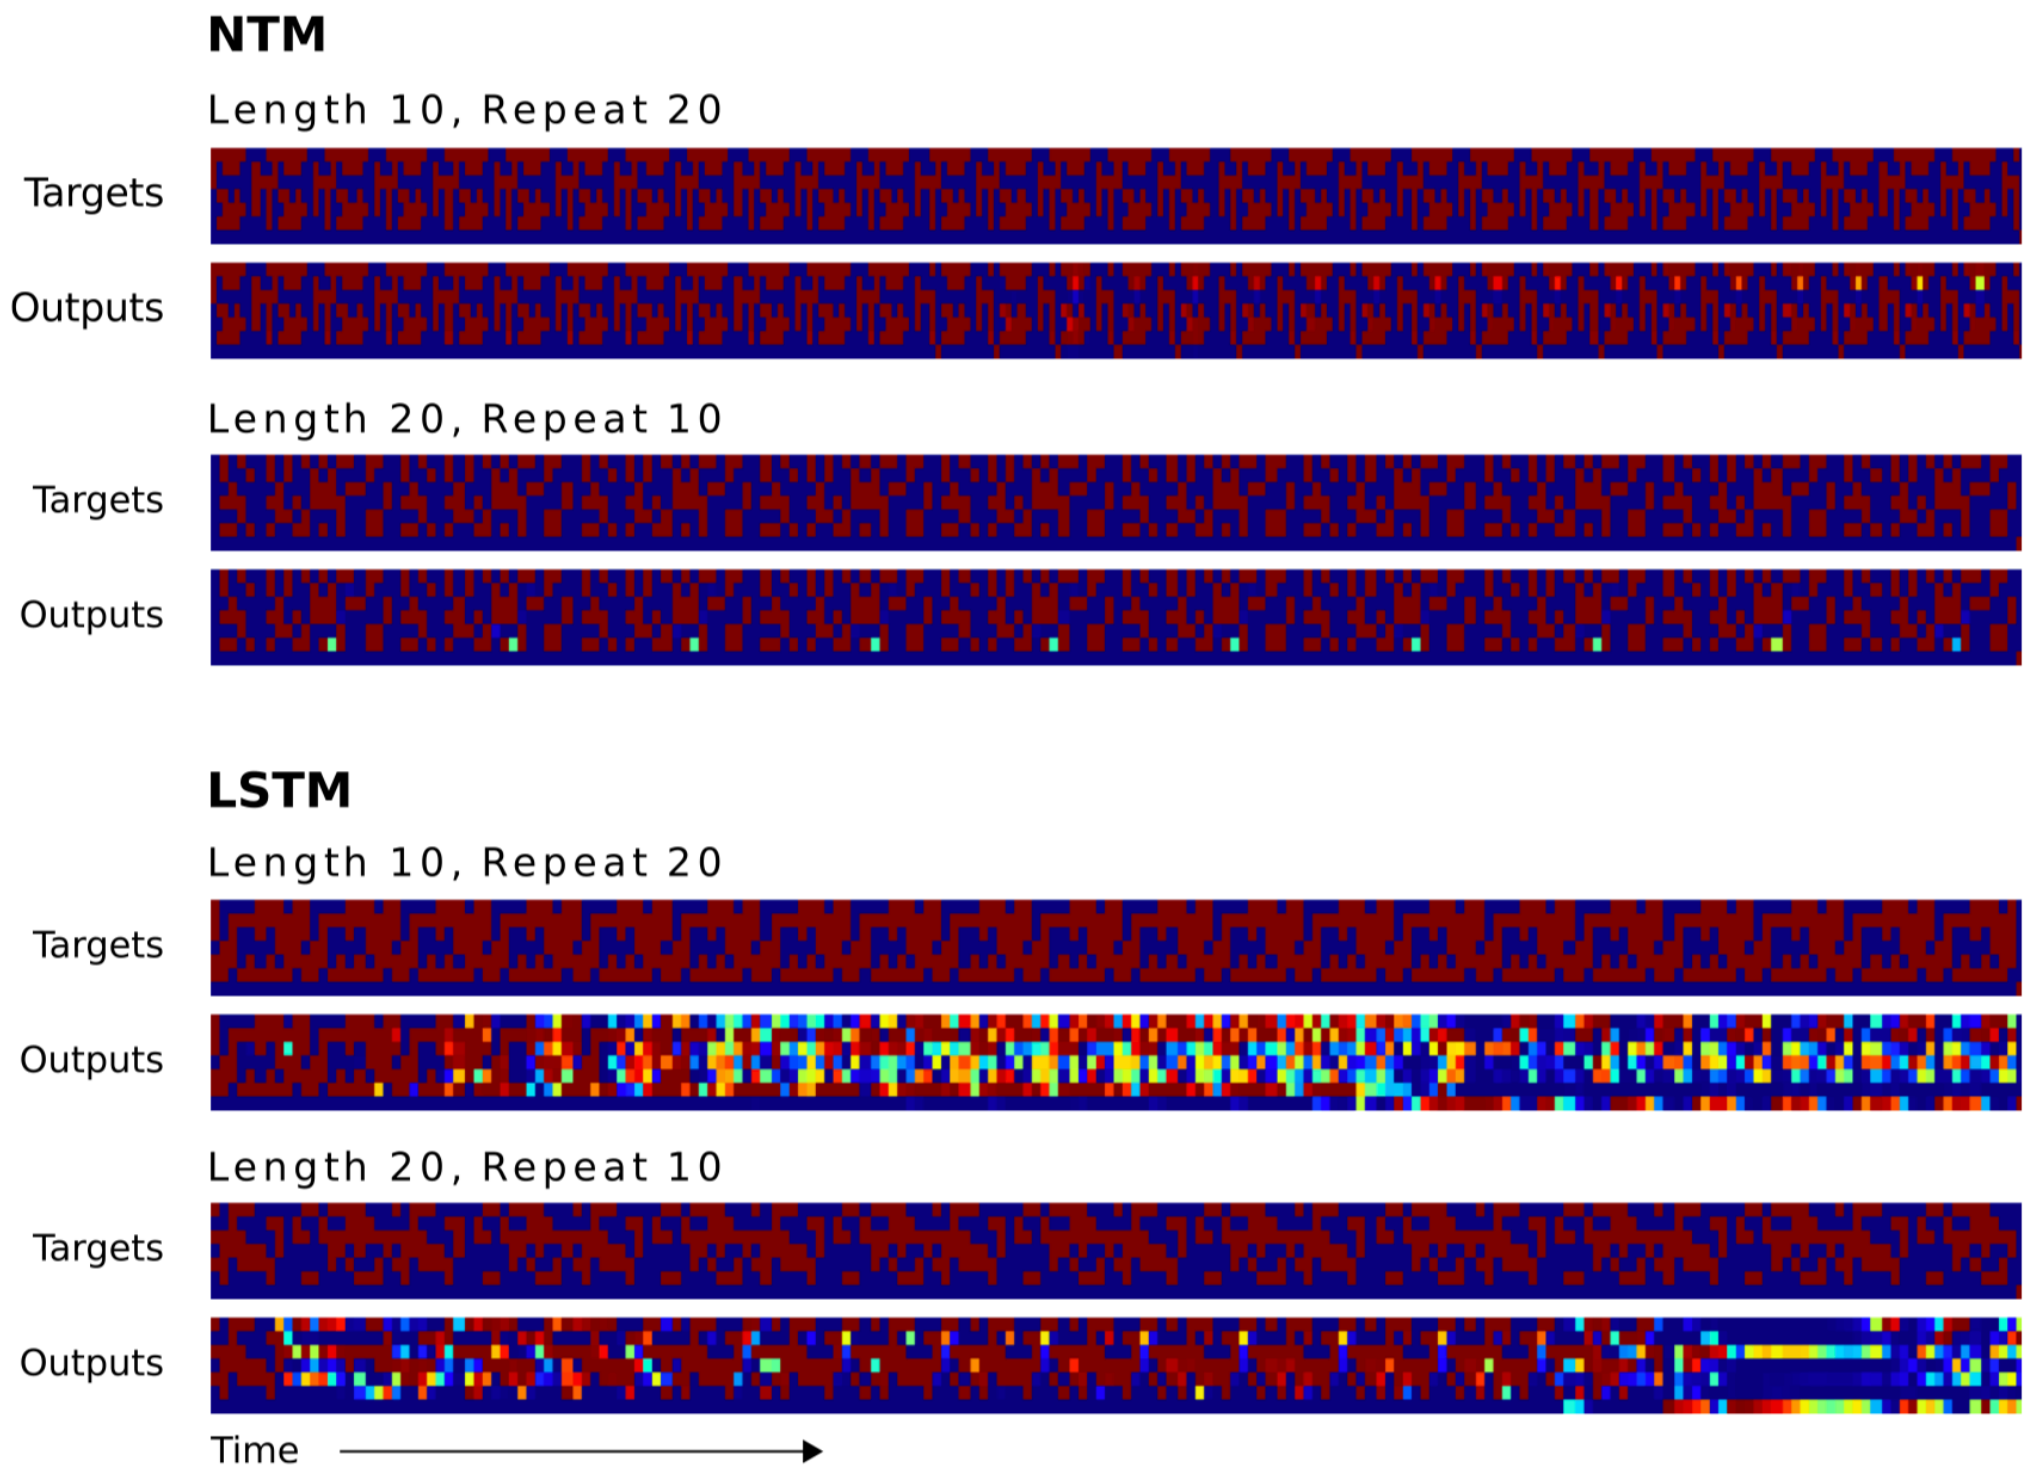 NTM
Length 10, Repeat 20
Targets
Outputs
Length 20, Repeat 10
Targets
Outputs
LSTM
Length 10, Repeat 20
Targets
Outputs
Length 20, Repeat 10
Targets
Outputs
Time